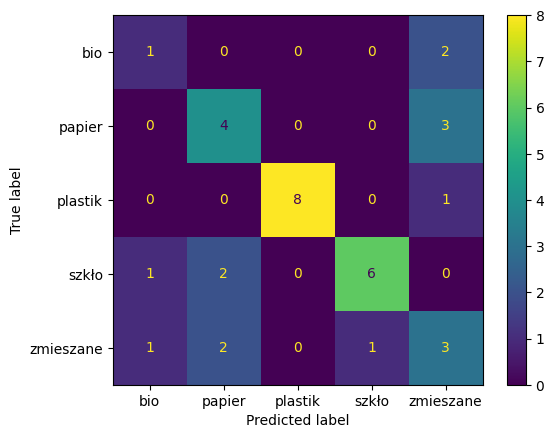 True label
bio 1 0 0 0 2
papier 0 4 0 0 3
plastik 0 0 8 0 1
szkło 1 2 0 6 0
zmieszane 1 2 0 1 3
bio papier plastik szkło zmieszane
Predicted label
8
7
6
5
4
3
2
1
0